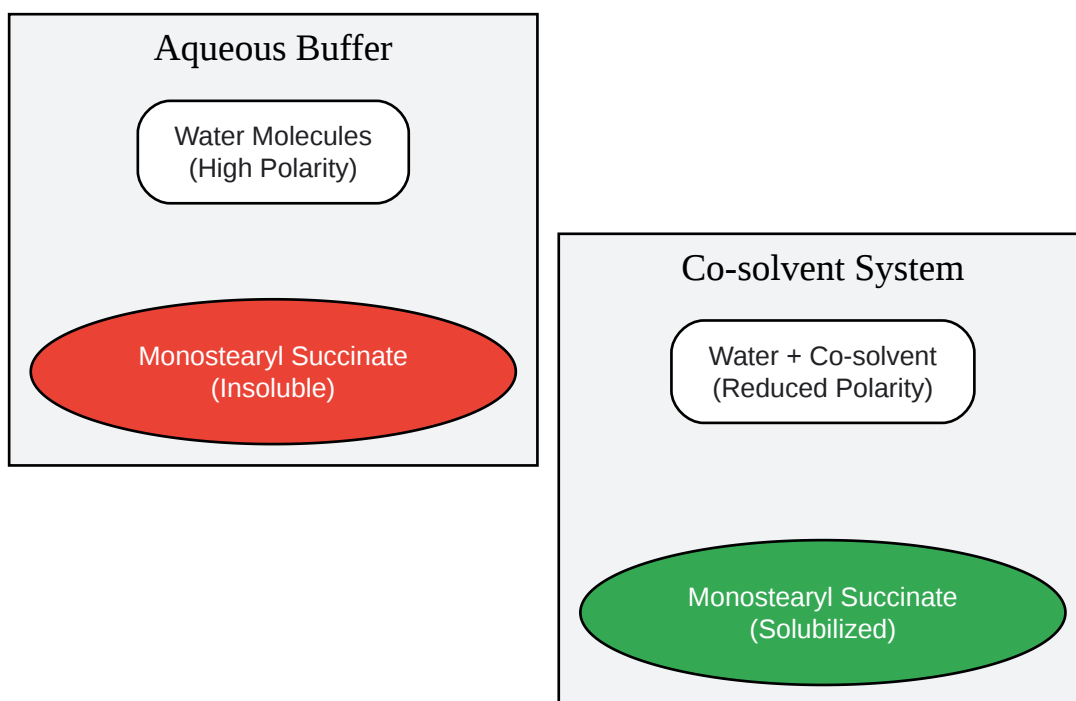 Aqueous Buffer
Water Molecules
(High Polarity)
Monostearyl Succinate
(Insoluble)
Co-solvent System
Water + Co-solvent
(Reduced Polarity)
Monostearyl Succinate
(Solubilized)